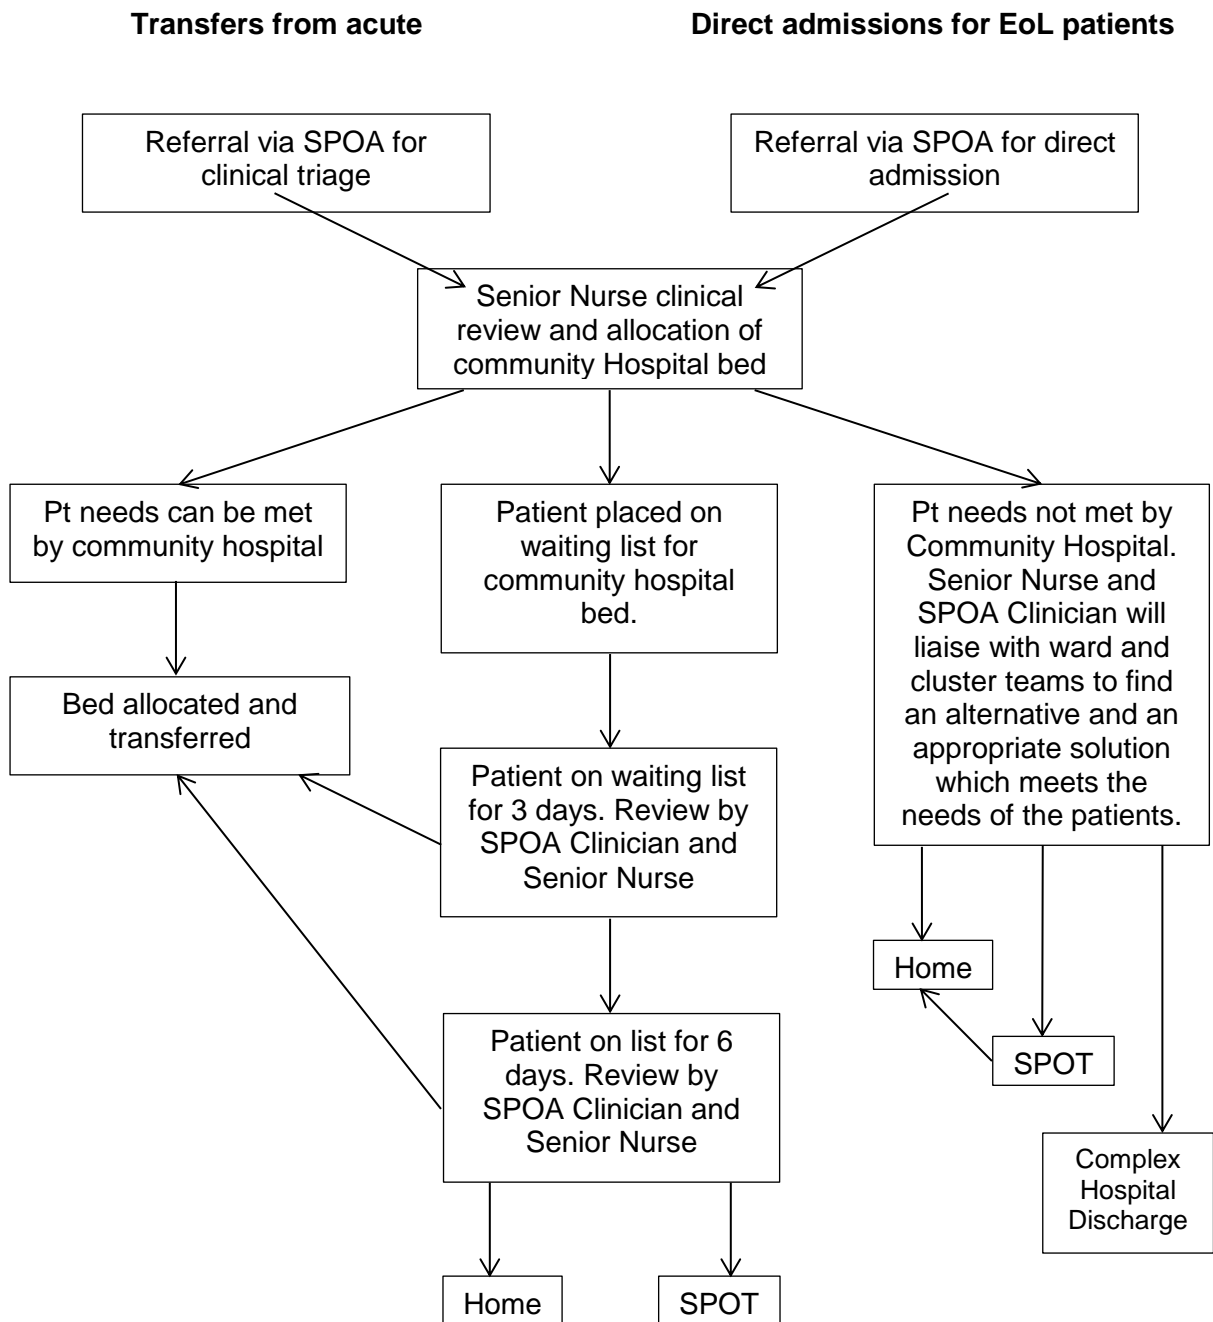 Transfers from acute
Direct admissions for EoL patients
Referral via SPOA for
clinical triage
Referral via SPOA for direct
admission
Senior Nurse clinical
review and allocation of
community Hospital bed
Pt needs can be met
by community hospital
Patient placed on
waiting list for
community hospital
bed.
Pt needs not met by
Community Hospital.
Senior Nurse and
SPOA Clinician will
liaise with ward and
cluster teams to find
an alternative and an
appropriate solution
which meets the
needs of the patients.
Bed allocated and
transferred
Patient on waiting list
for 3 days. Review by
SPOA Clinician and
Senior Nurse
Home
SPOT
Patient on list for 6
days. Review by
SPOA Clinician and
Senior Nurse
Complex
Hospital
Discharge
Home
SPOT